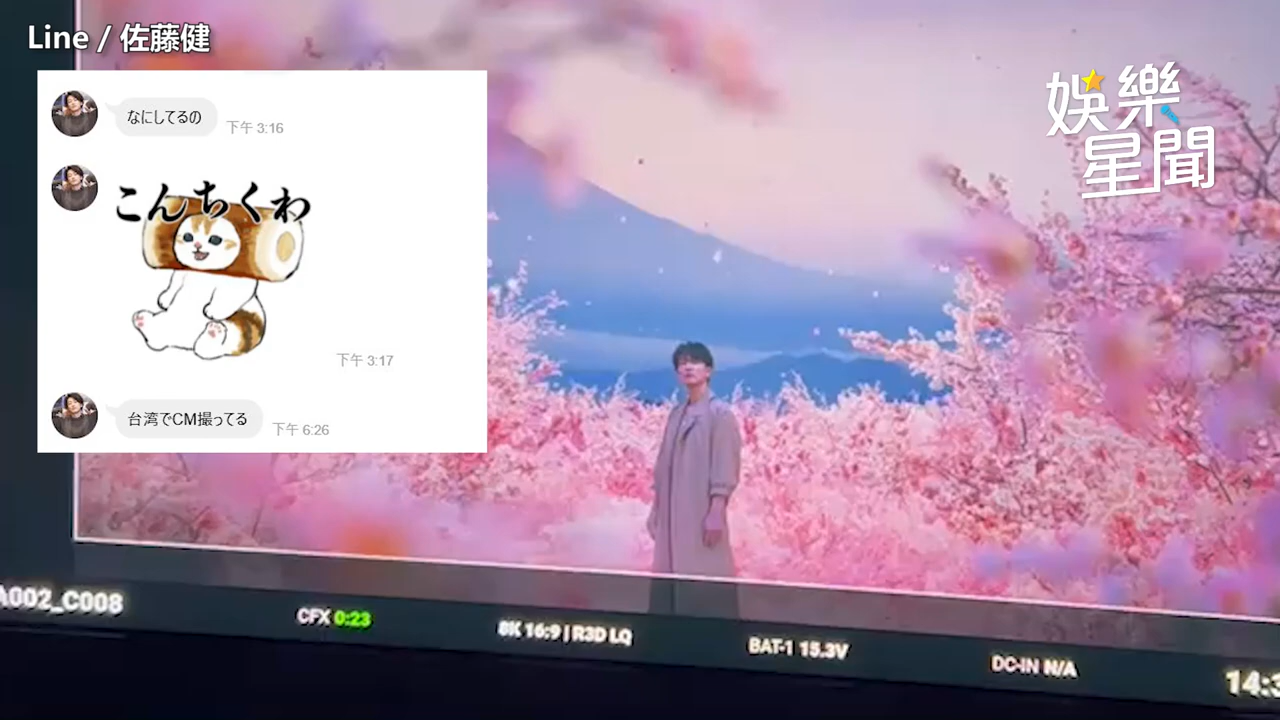 Line / 佐藤健
なにしてるの
下午 3:16
こんちくわ
下午 3:17
台湾でCM撮ってる
下午 6:26
娛樂
星聞
A002_C008
CFX 0:23
8K 16:9 | R3D LQ
BAT-1 15.3V
DC-IN N/A